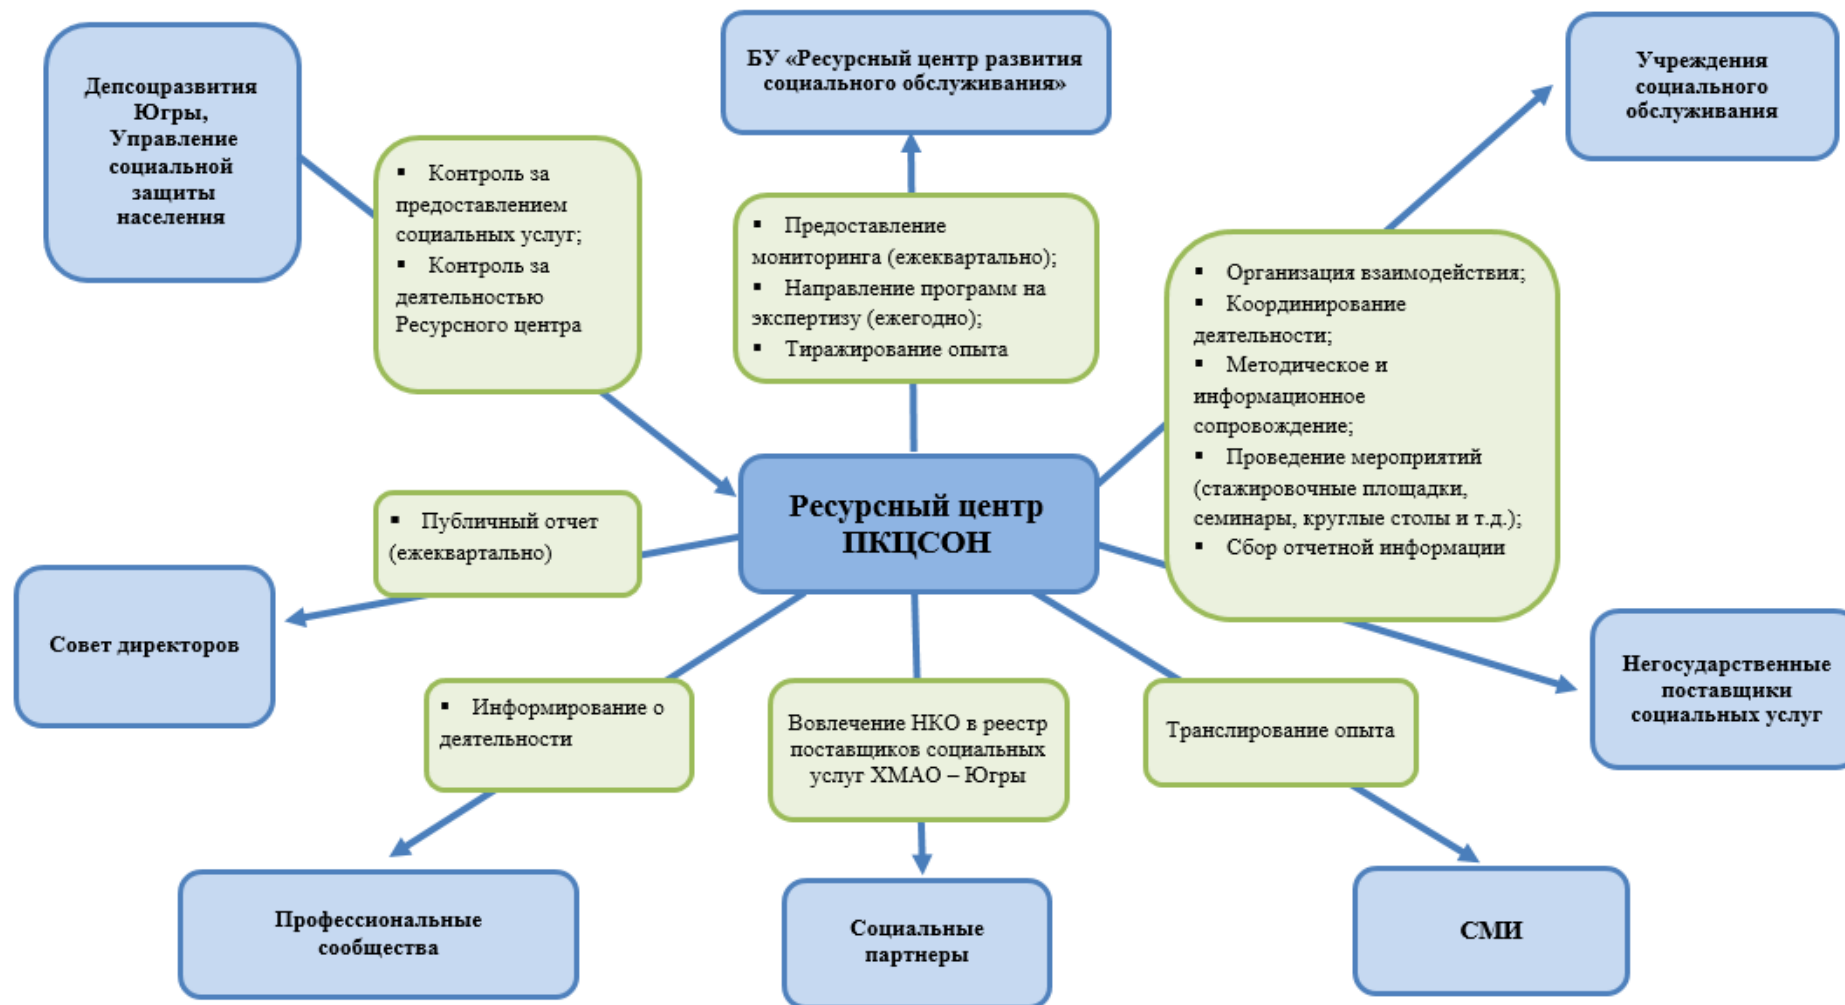 Депсоцразвития
Югры,
Управление
социальной
защиты
населения
БУ «Ресурсный центр развития
социального обслуживания»
Учреждения
социального
обслуживания
▪ Контроль за
предоставлением
социальных услуг;
▪ Контроль за
деятельностью
Ресурсного центра
▪ Предоставление
мониторинга (ежеквартально);
▪ Направление программ на
экспертизу (ежегодно);
▪ Тиражирование опыта
▪ Организация взаимодействия;
▪ Координирование
деятельности;
▪ Методическое и
информационное
сопровождение;
▪ Проведение мероприятий
(стажировочные площадки,
семинары, круглые столы и т.д.);
▪ Сбор отчетной информации
Ресурсный центр
ПКЦСОН
▪ Публичный отчет
(ежеквартально)
Совет директоров
Негосударственные
поставщики
социальных услуг
▪ Информирование о
деятельности
Вовлечение НКО в реестр
поставщиков социальных
услуг ХМАО – Югры
Транслирование опыта
Профессиональные
сообщества
Социальные
партнеры
СМИ